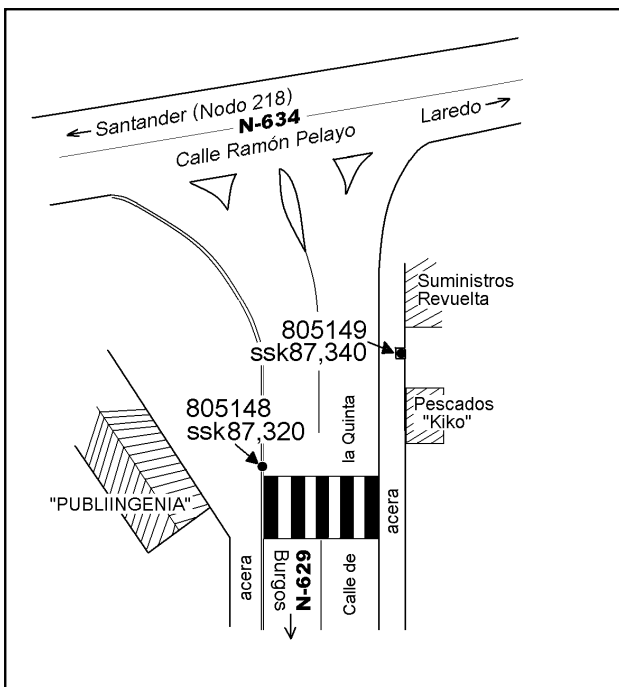 ← Santander (Nodo 218)
N-634
Laredo →
Calle Ramón Pelayo
Suministros
Revuelta
805149
ssk87,340
805148
ssk87,320
Pescados
"Kiko"
la Quinta
"PUBLIINGENIA"
acera
acera
Burgos
N-629
Calle de